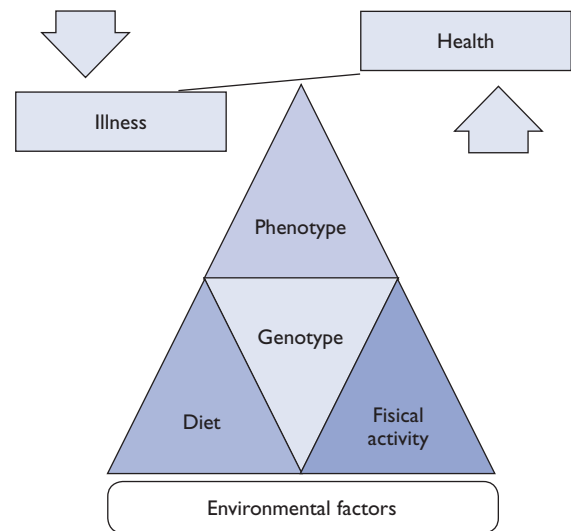 Health
Illness
Phenotype
Genotype
Diet
Fisical
activity
Environmental factors